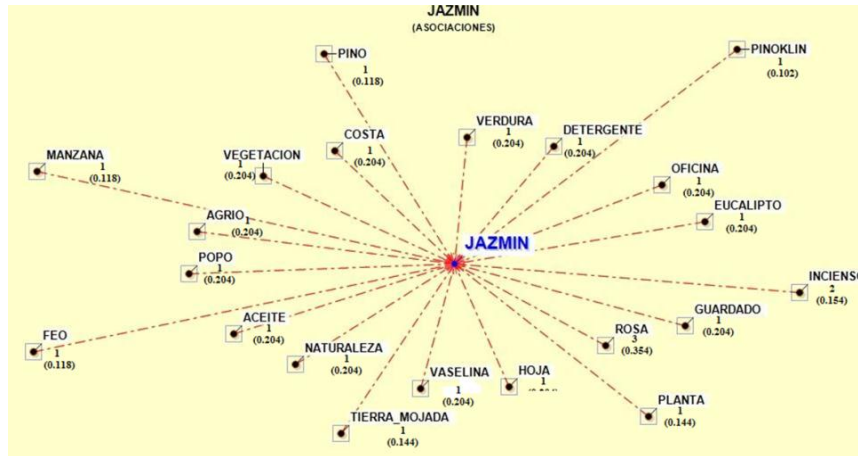 JAZMIN
(ASOCIACIONES)
PINO
1
(0.118)
PINOKLIN
1
(0.102)
VERDURA
1
(0.204)
DETERGENTE
1
(0.204)
COSTA
1
(0.204)
MANZANA
1
(0.118)
VEGETACION
1
(0.204)
OFICINA
1
(0.204)
EUCALIPTO
1
(0.204)
AGRIO
1
(0.204)
JAZMIN
POPO
1
(0.204)
INCIENSO
2
(0.154)
GUARDADO
1
(0.204)
ACEITE
1
(0.204)
ROSA
3
(0.354)
FEO
1
(0.118)
NATURALEZA
1
(0.204)
VASELINA
1
(0.204)
HOJA
1
PLANTA
1
(0.144)
TIERRA_MOJADA
1
(0.144)